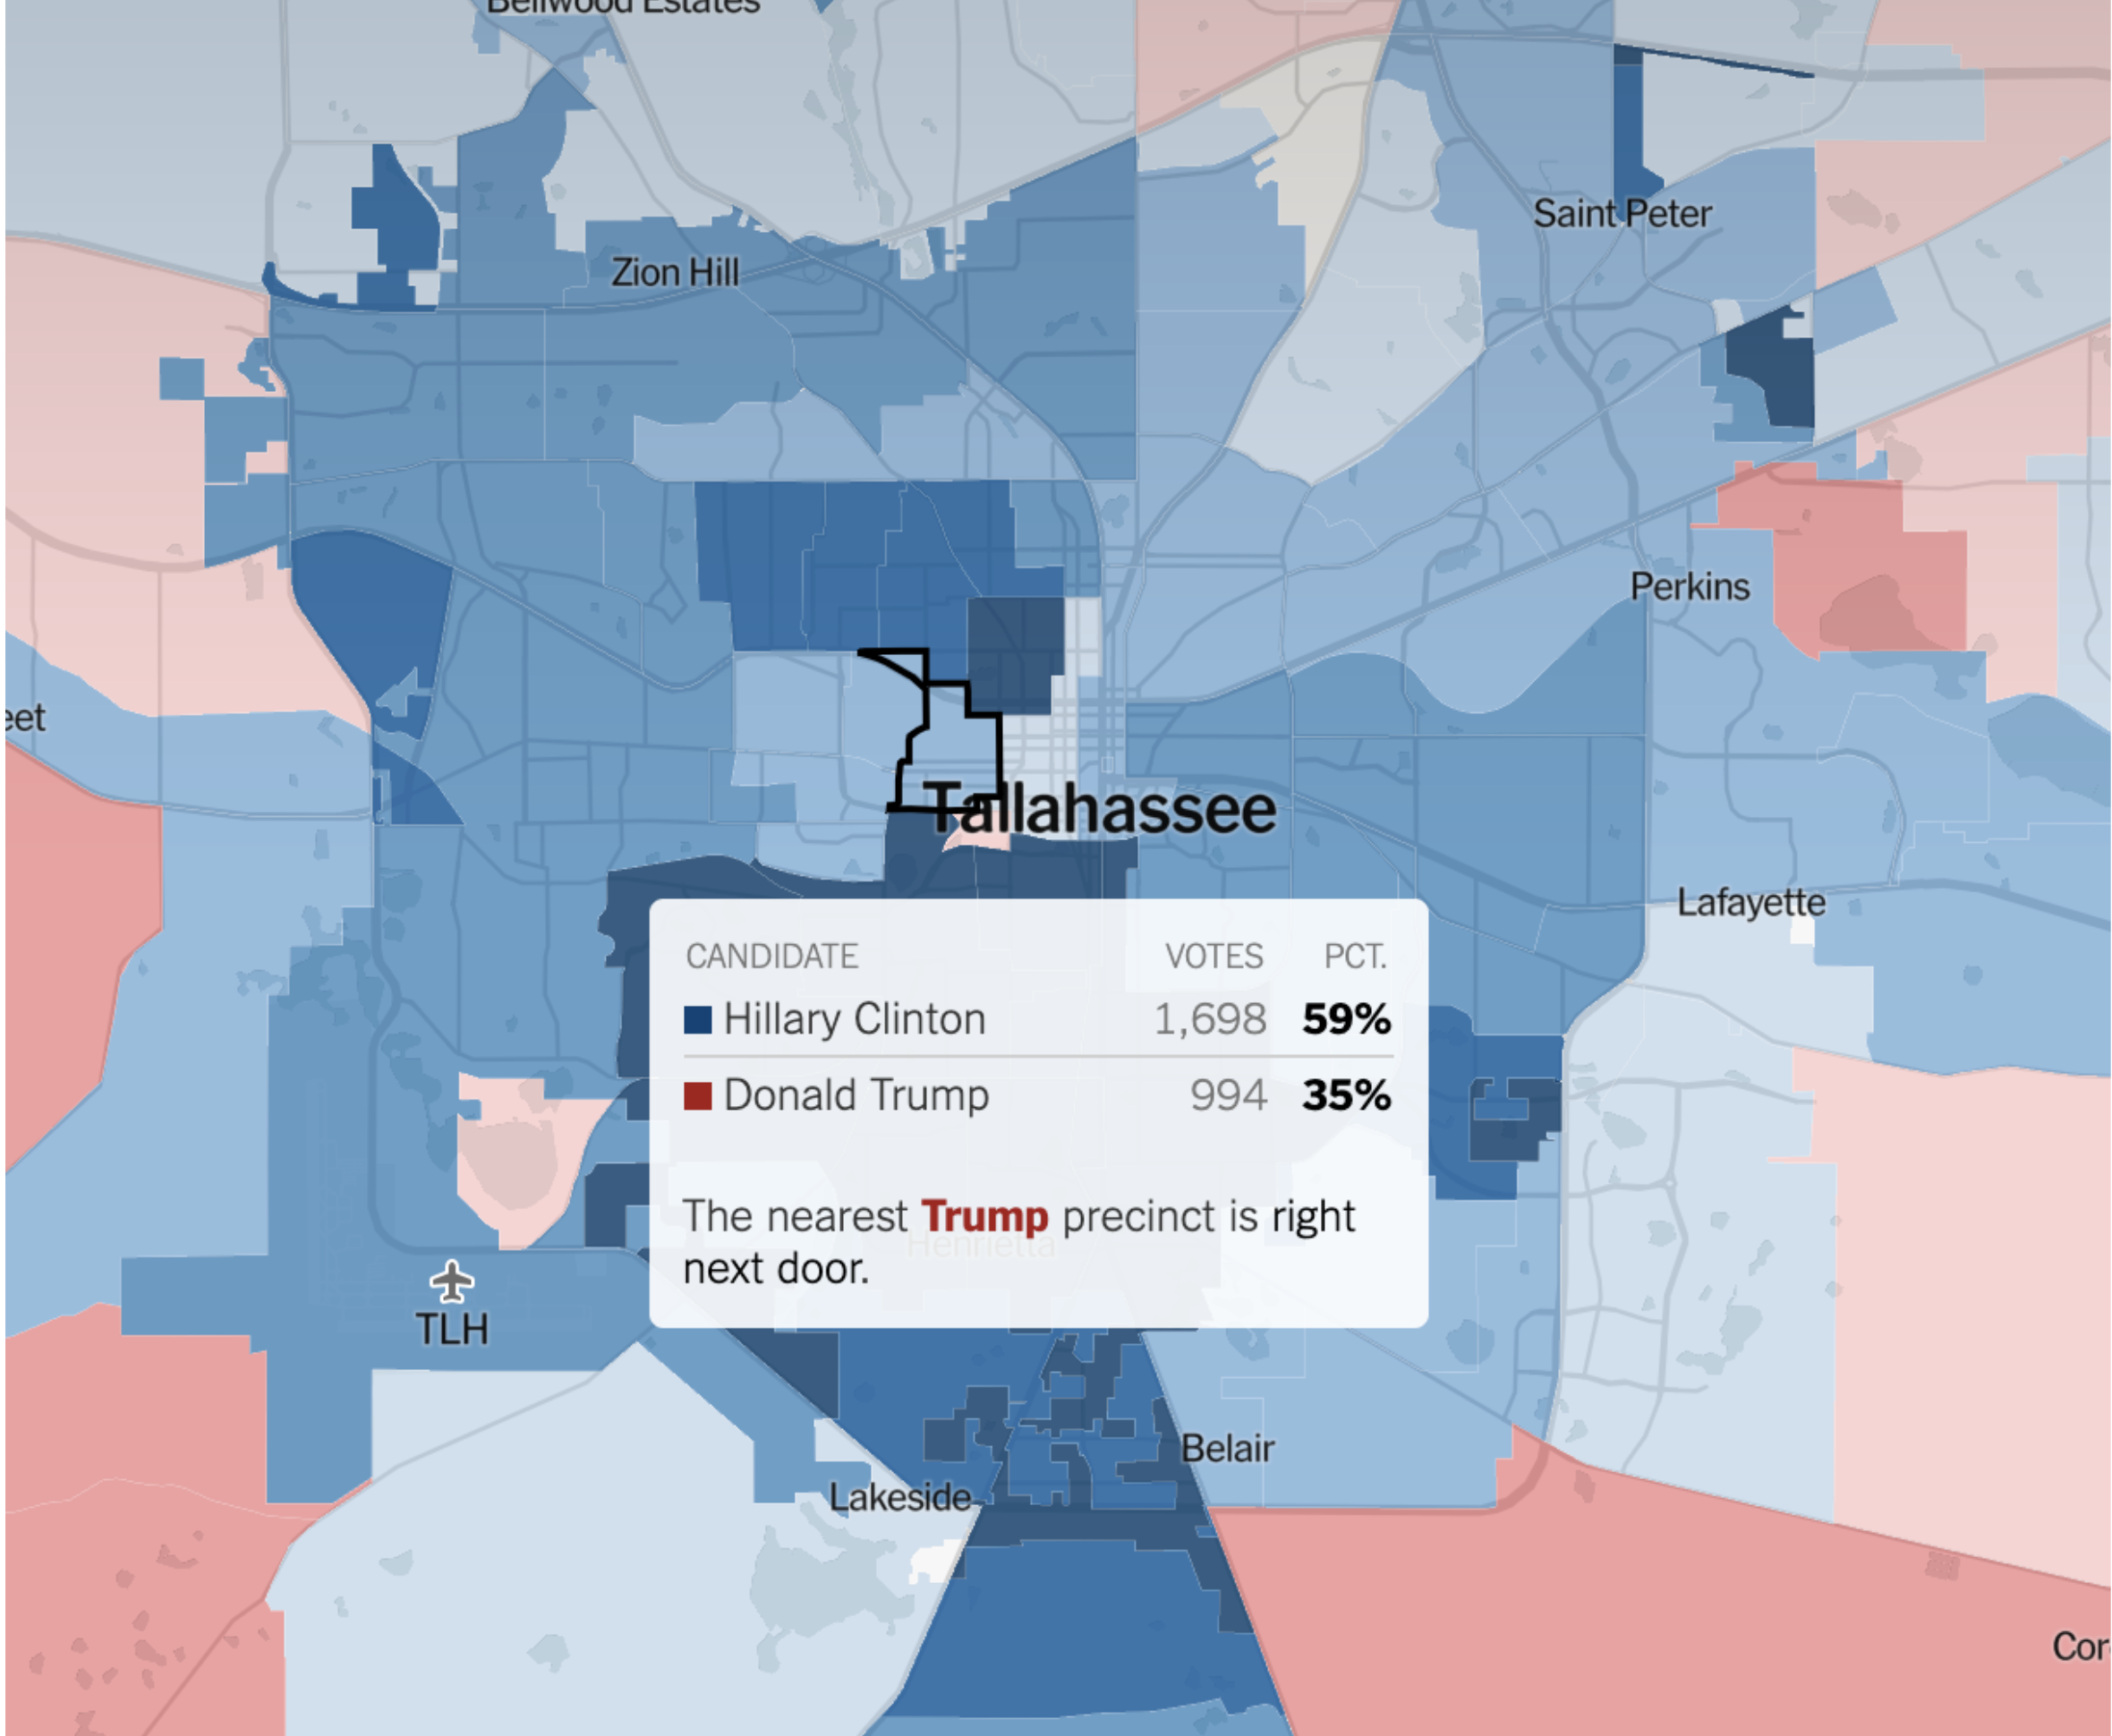 Bellwood Estates
Saint Peter
Zion Hill
Perkins
eet
Tallahassee
Lafayette
CANDIDATE VOTES PCT.
Hillary Clinton 1,698 59%
Donald Trump 994 35%
The nearest Trump precinct is right
next door.
Henrietta
TLH
Belair
Lakeside
Cor